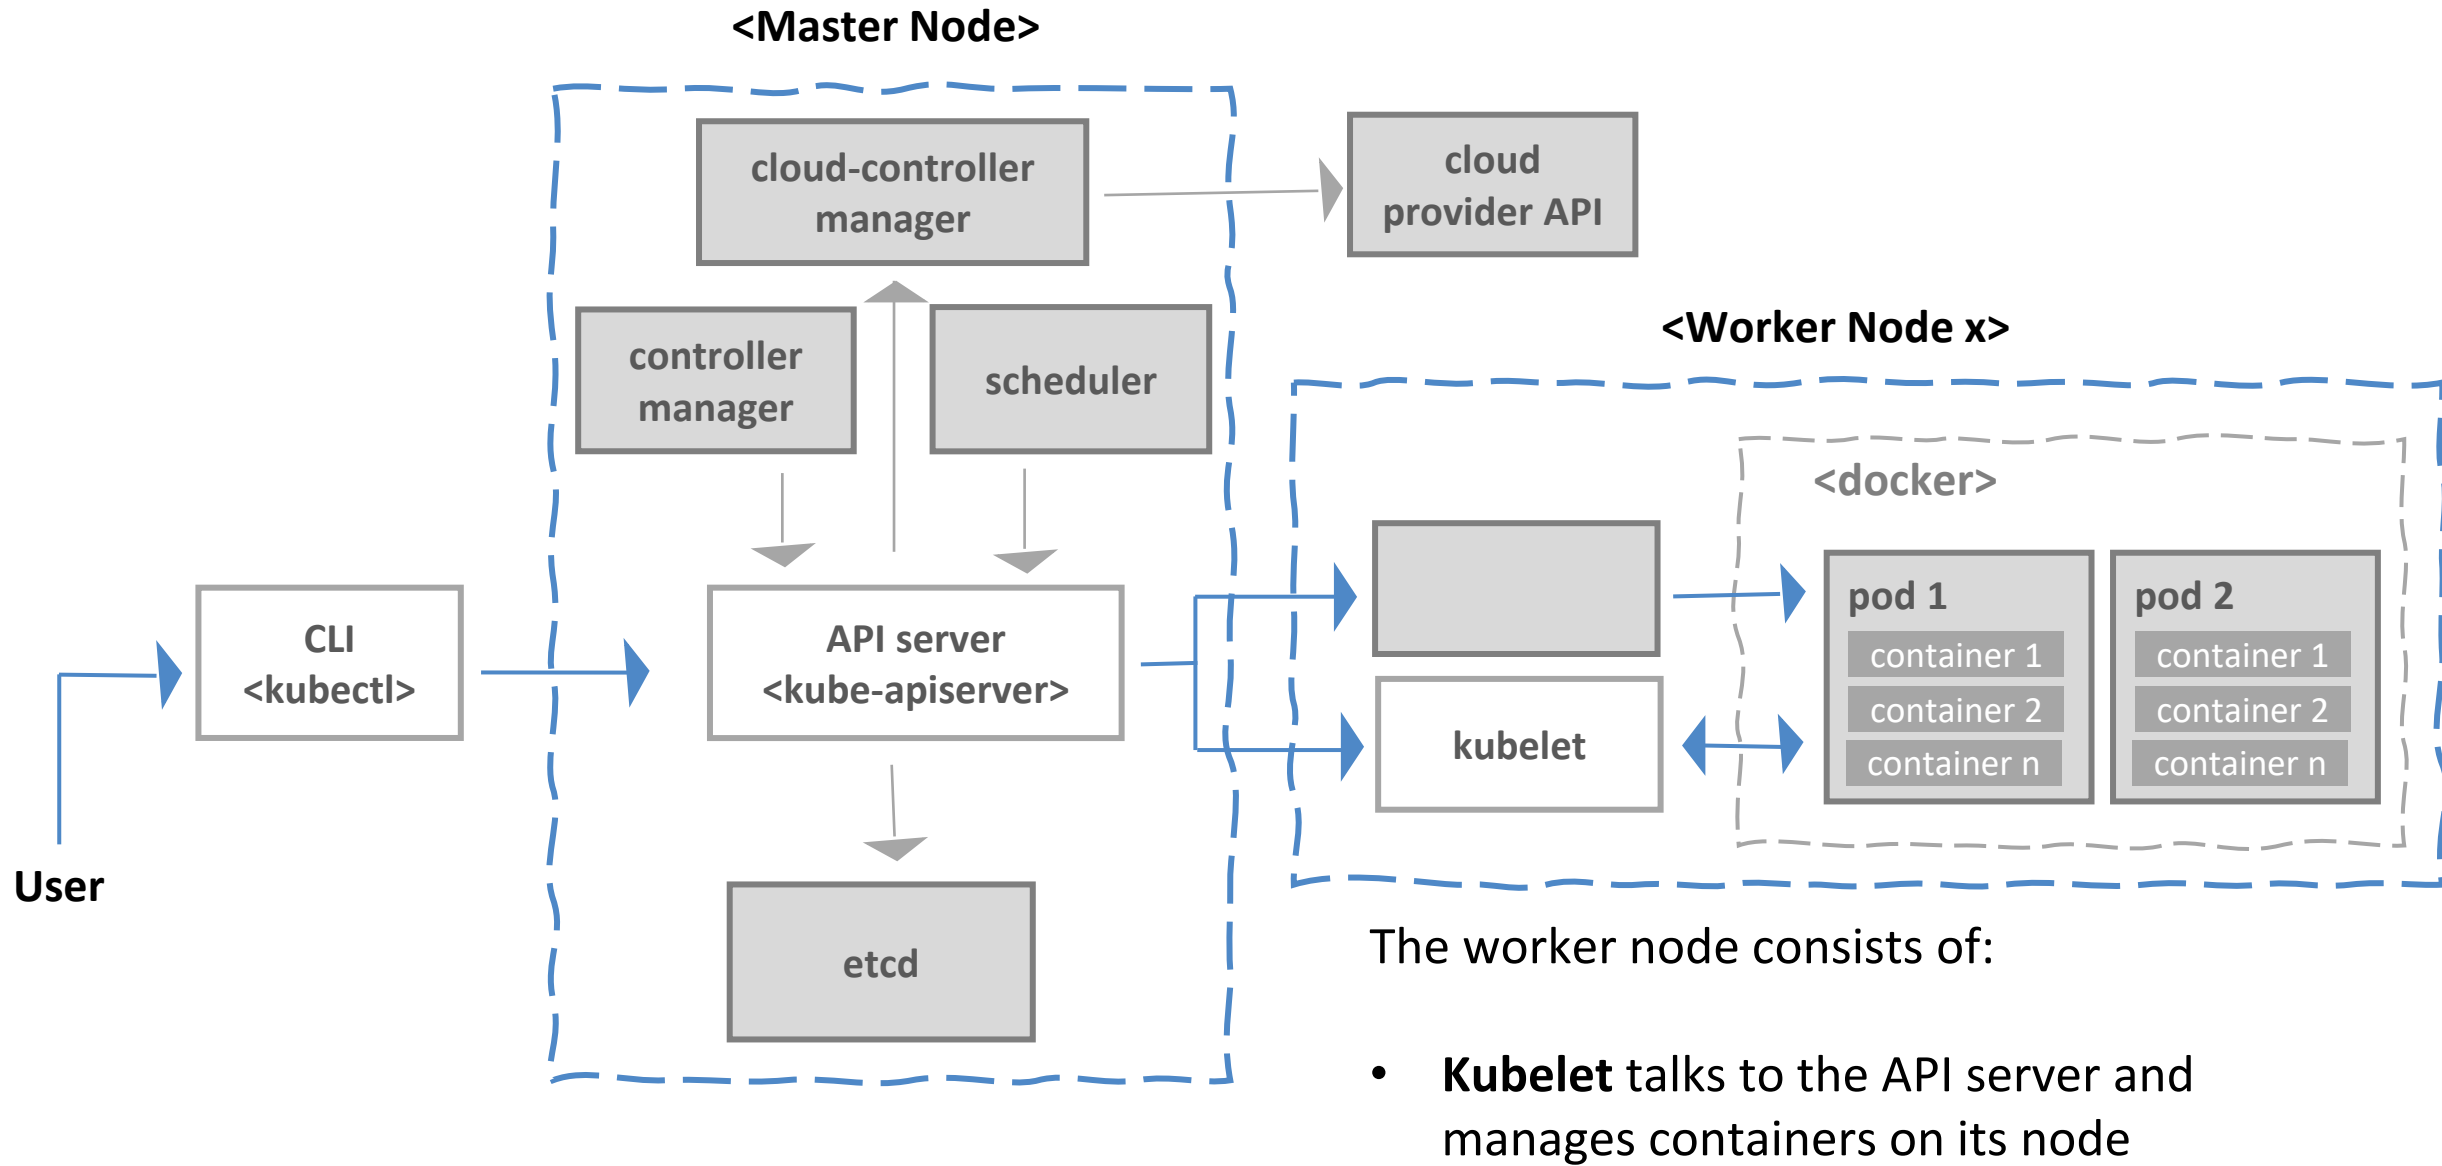 <Master Node>
cloud-controller
manager
cloud
provider API
controller
manager
scheduler
<Worker Node x>
<docker>
CLI
<kubectl>
API server
<kube-apiserver>
kubelet
pod 1
container 1
container 2
container n
pod 2
container 1
container 2
container n
User
etcd
The worker node consists of:
• Kubelet talks to the API server and
manages containers on its node